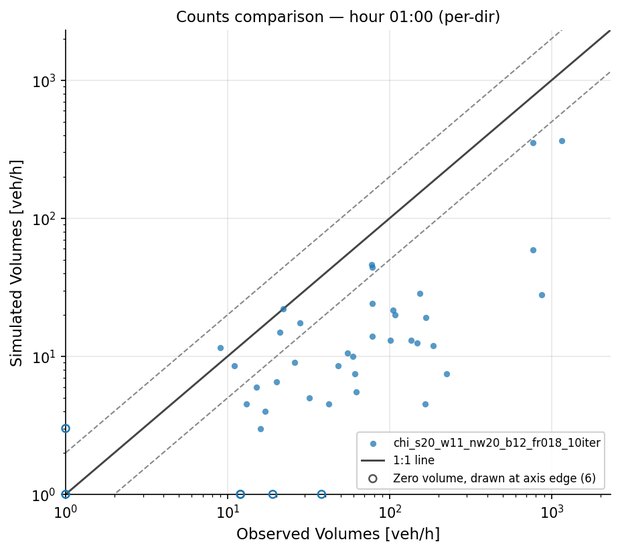 Counts comparison — hour 01:00 (per-dir)
Simulated Volumes [veh/h]
10³
10²
10¹
10⁰
chi_s20_w11_nw20_b12_fr018_10iter
1:1 line
Zero volume, drawn at axis edge (6)
10⁰ 10¹ 10² 10³
Observed Volumes [veh/h]